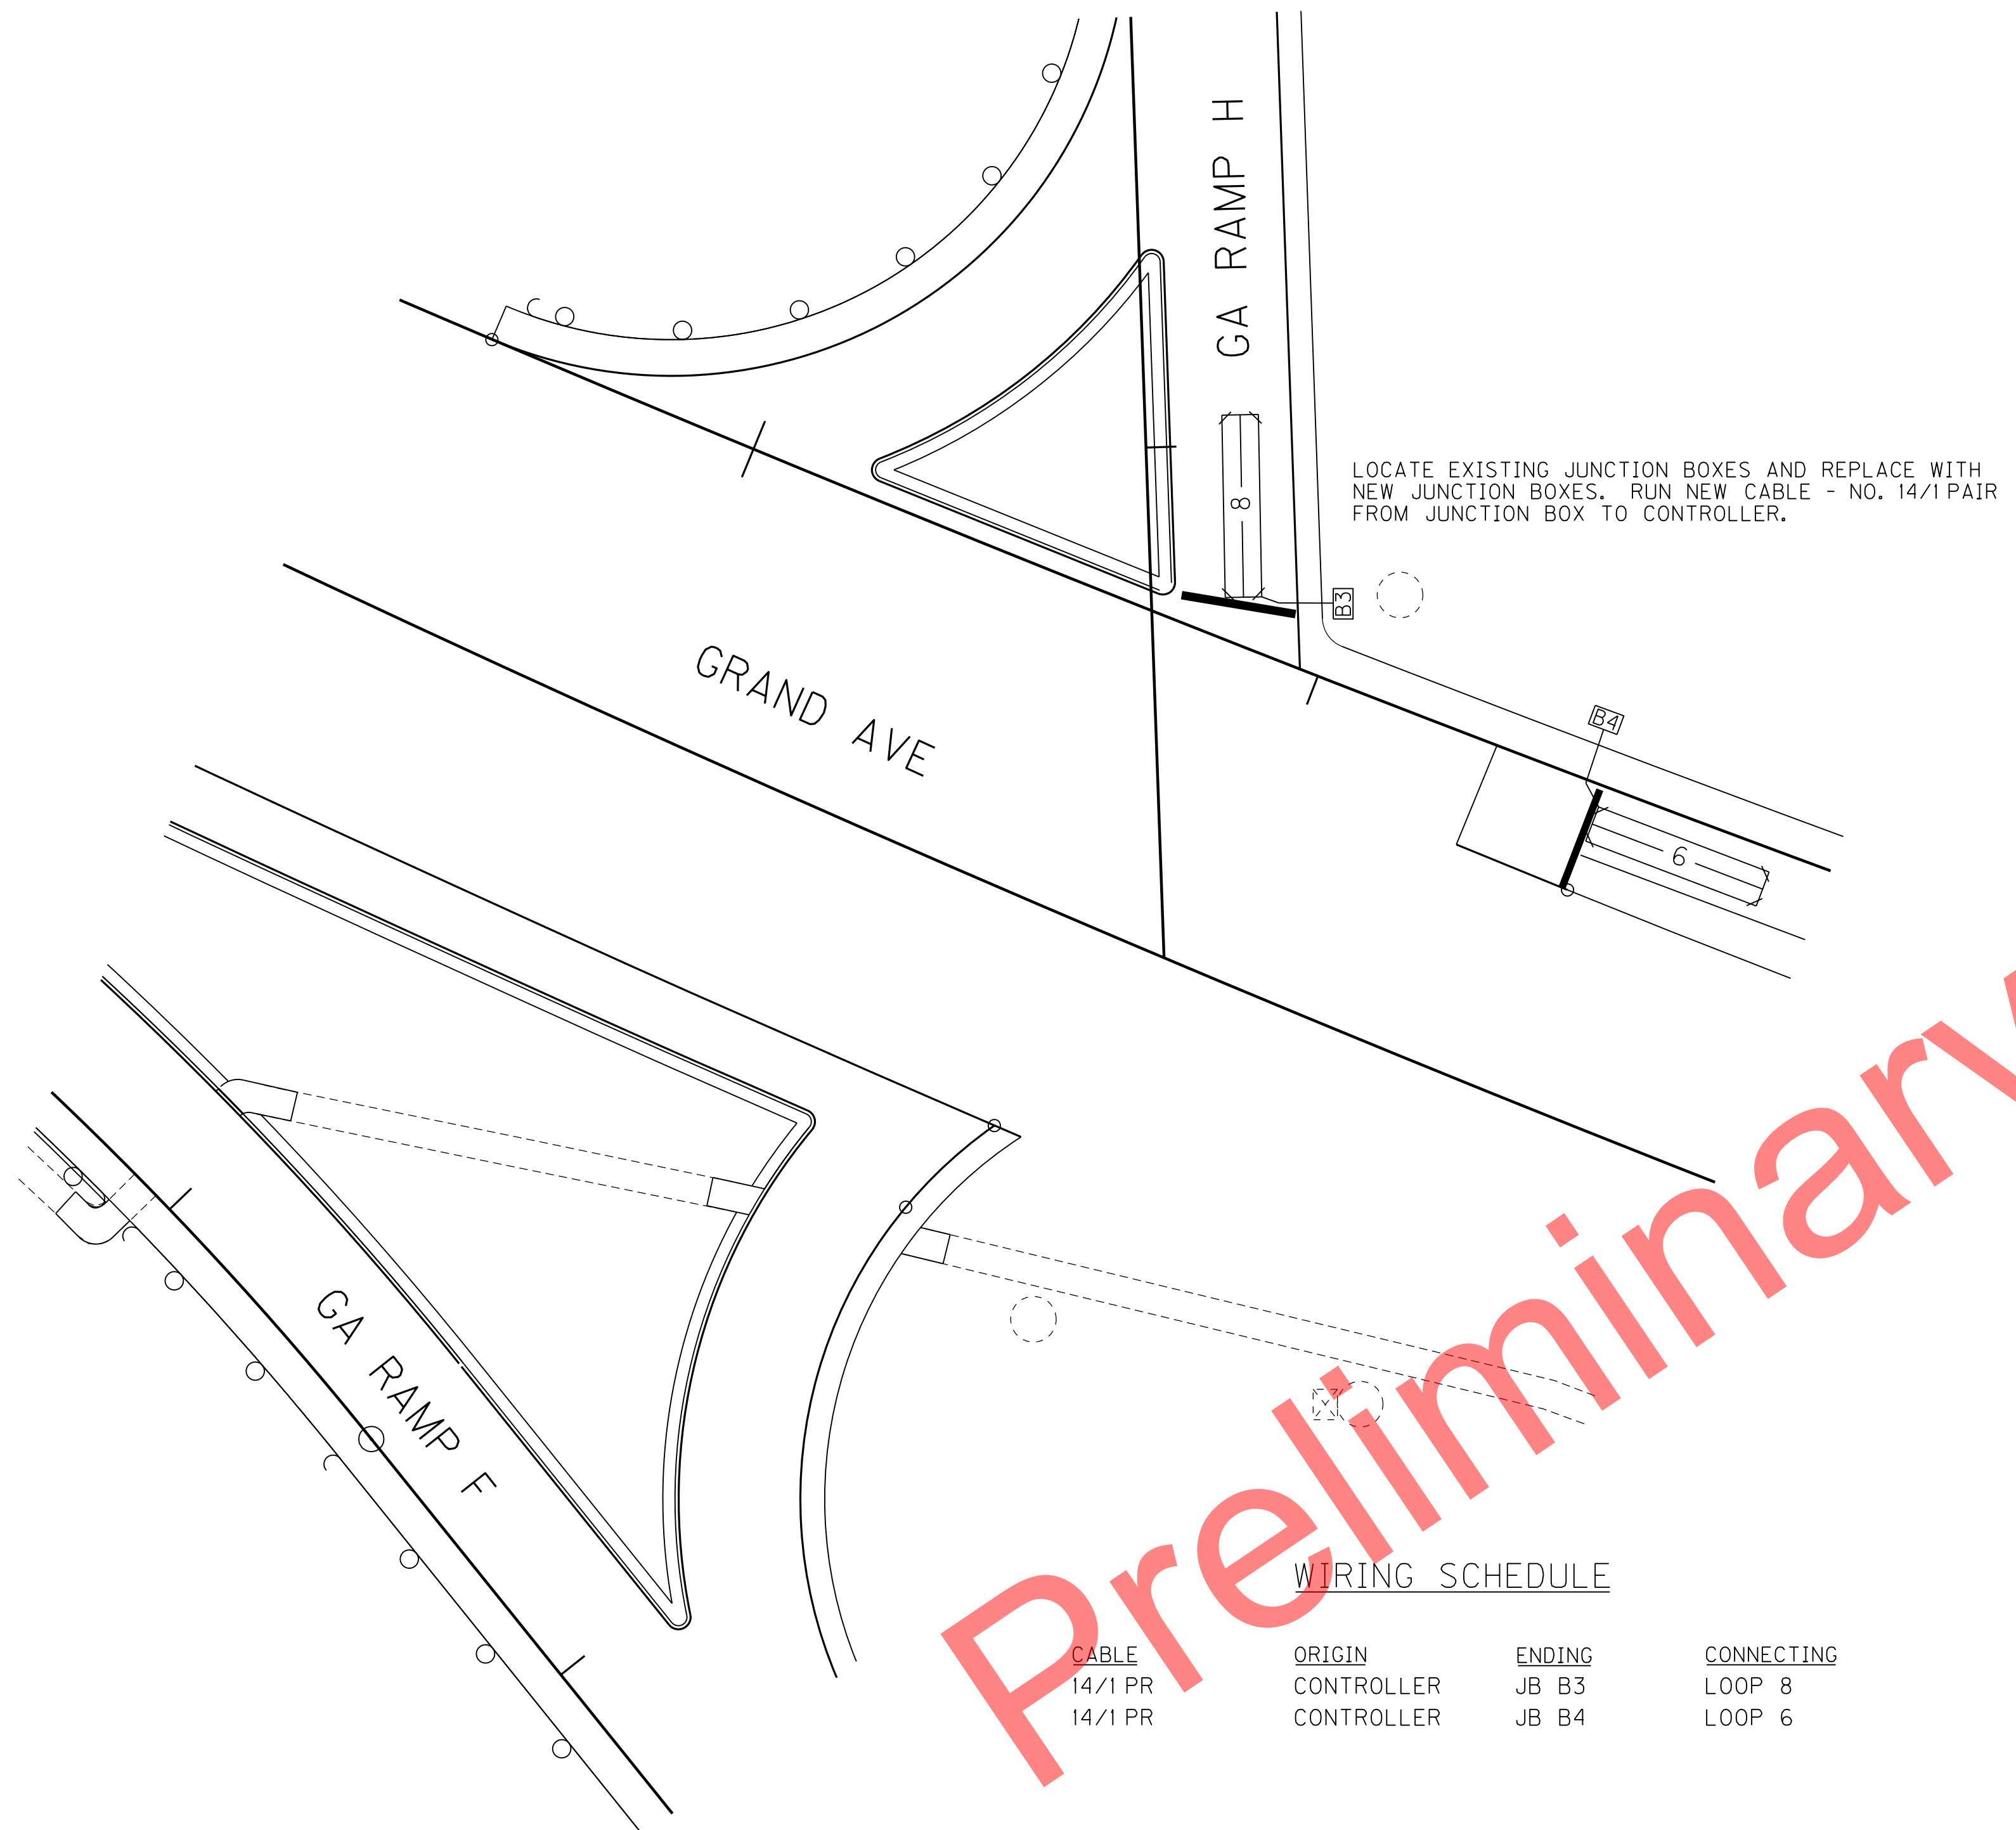 GA RAMP H
LOCATE EXISTING JUNCTION BOXES AND REPLACE WITH
NEW JUNCTION BOXES. RUN NEW CABLE - NO. 14/1 PAIR
FROM JUNCTION BOX TO CONTROLLER.
8
B3
GRAND AVE
B4
6
GA RAMP F
Preliminary
WIRING SCHEDULE
CABLE ORIGIN ENDING CONNECTING
14/1 PR CONTROLLER JB B3 LOOP 8
14/1 PR CONTROLLER JB B4 LOOP 6